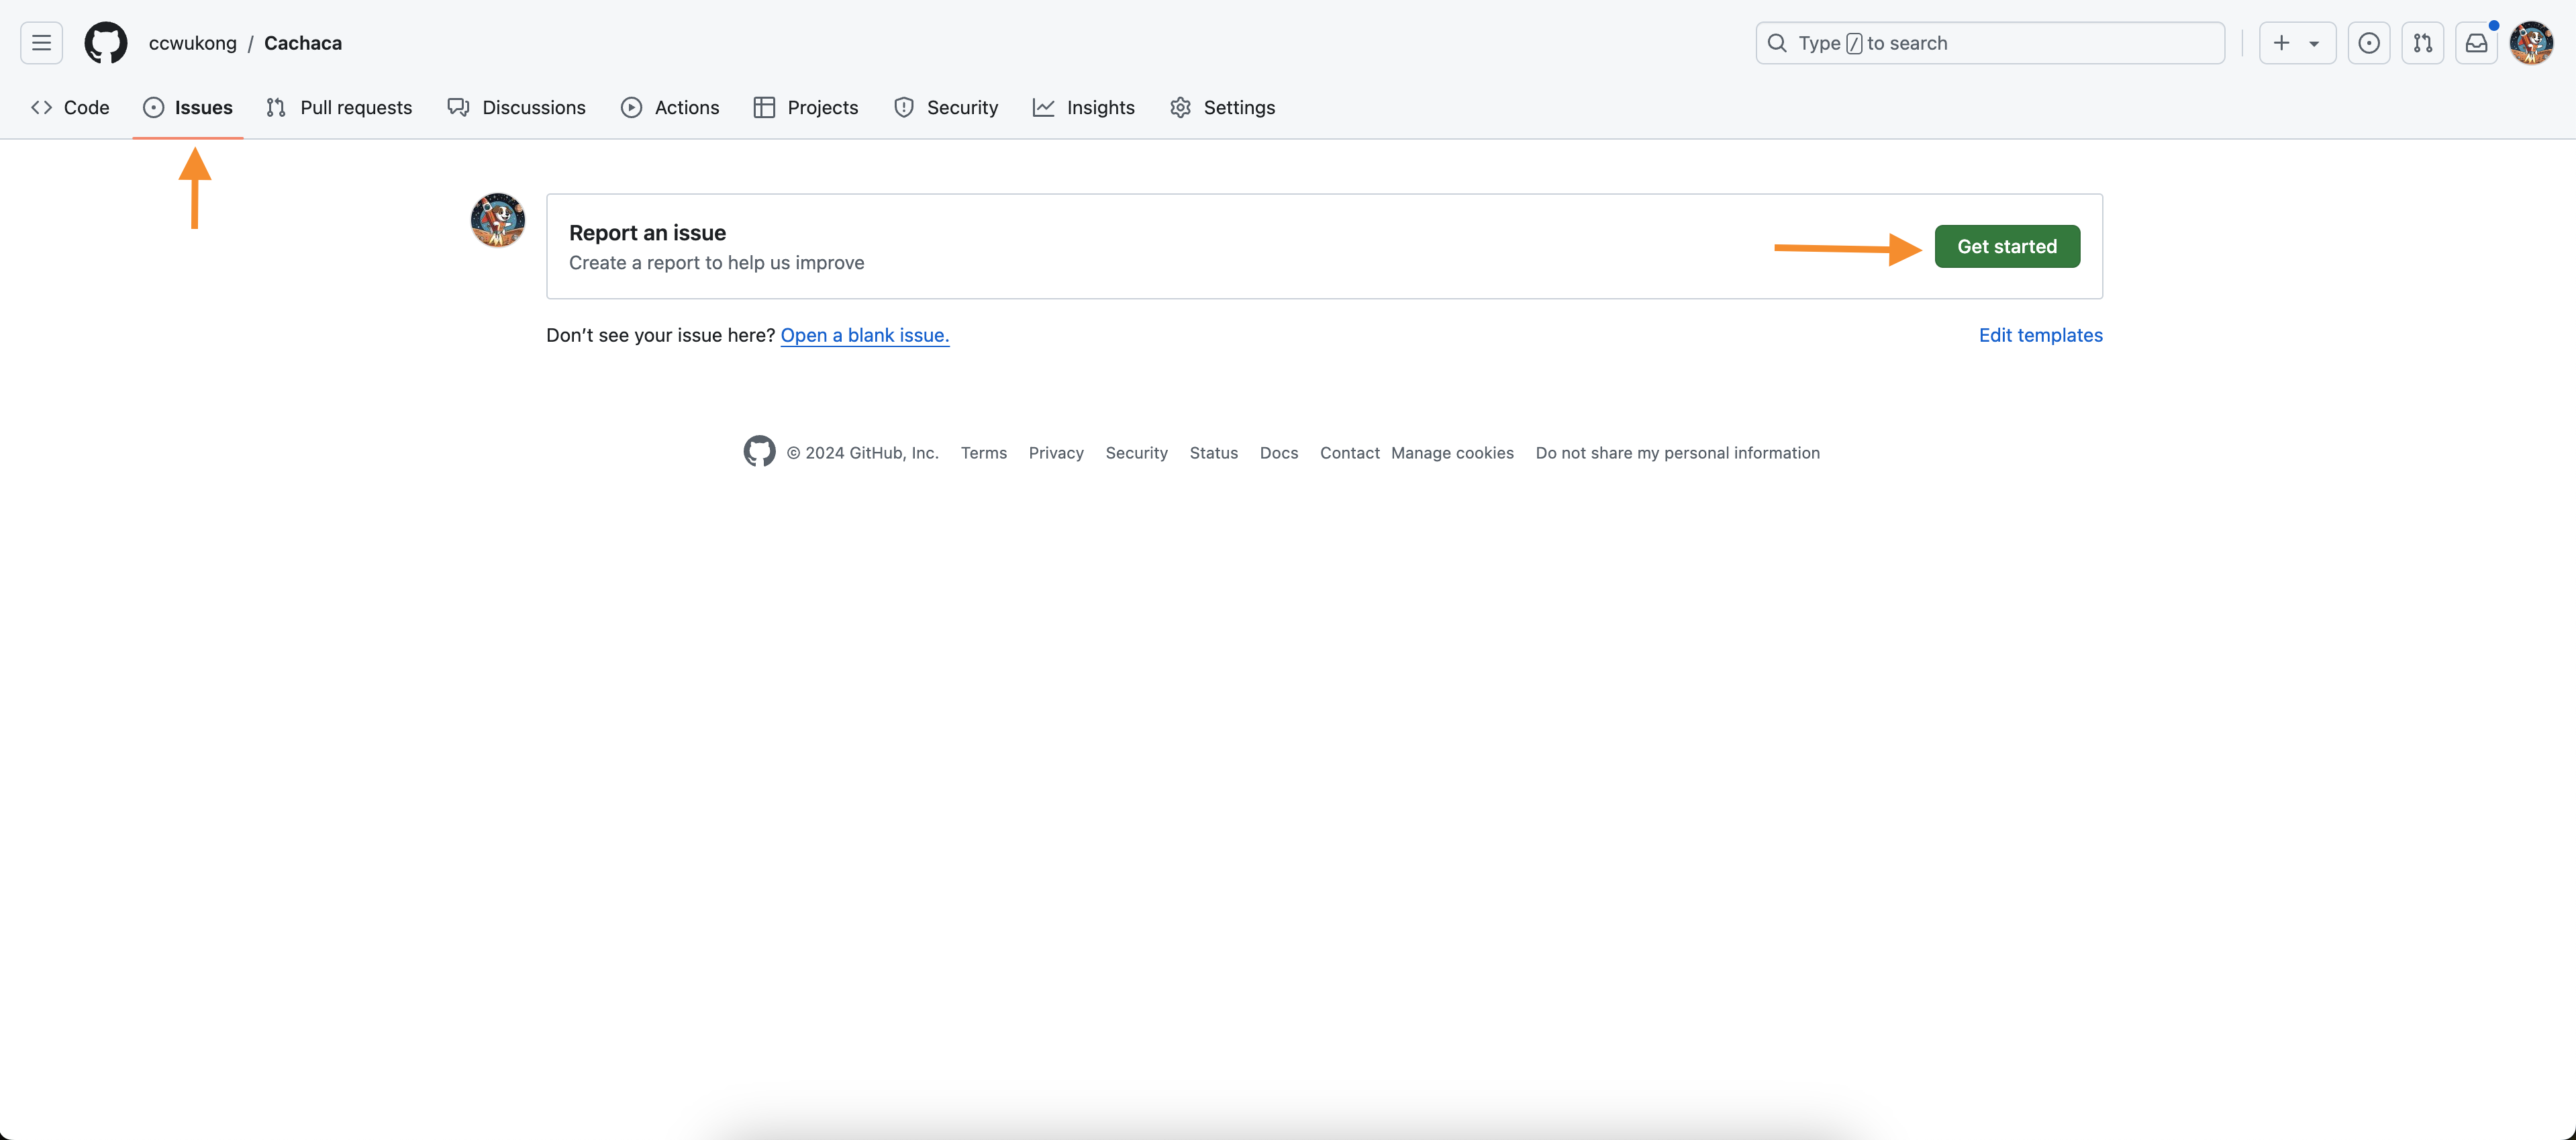 ccwukong / Cachaca
Type / to search
Code Issues Pull requests Discussions Actions Projects Security Insights Settings
Report an issue
Create a report to help us improve
Get started
Don’t see your issue here? Open a blank issue.
Edit templates
© 2024 GitHub, Inc. Terms Privacy Security Status Docs Contact Manage cookies Do not share my personal information